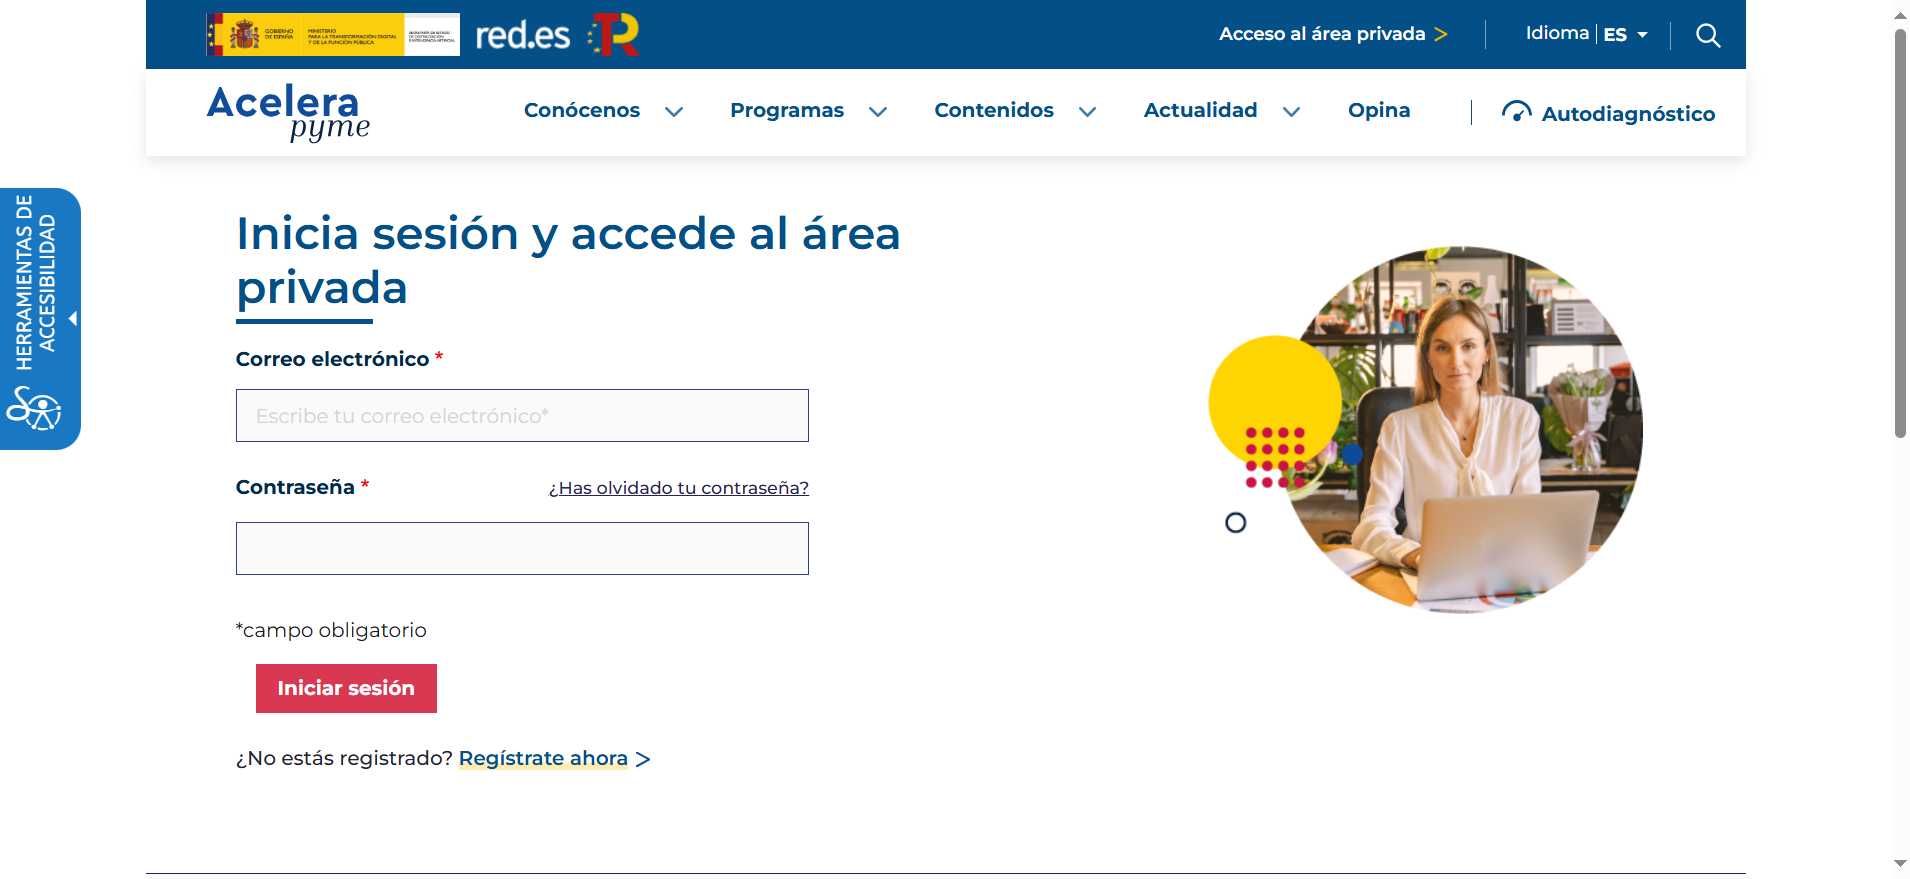 GOBIERNO
DE ESPAÑA
MINISTERIO
PARA LA TRANSFORMACIÓN DIGITAL
Y DE LA FUNCIÓN PÚBLICA
red.es
Acceso al área privada >
Idioma
ES
Acelera
pyme
Conócenos
Programas
Contenidos
Actualidad
Opina
Autodiagnóstico
HERRAMIENTAS DE
ACCESIBILIDAD
Inicia sesión y accede al área
privada
Correo electrónico *
Escribe tu correo electrónico*
Contraseña *
¿Has olvidado tu contraseña?
*campo obligatorio
Iniciar sesión
¿No estás registrado? Regístrate ahora >